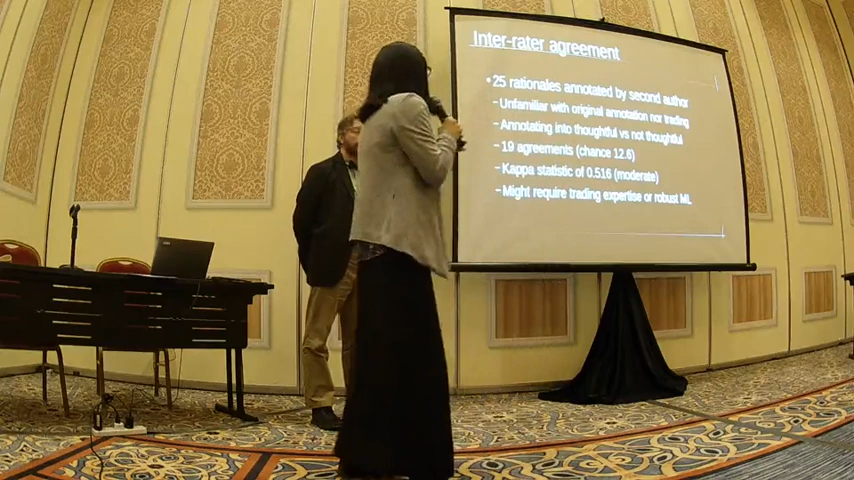 Inter-rater agreement
•25 rationales annotated by second author
–Unfamiliar with original annotation nor trading
–Annotating into thoughtful vs not thoughtful
–19 agreements (chance 12.6)
–Kappa statistic of 0.516 (moderate)
–Might require trading expertise or robust ML